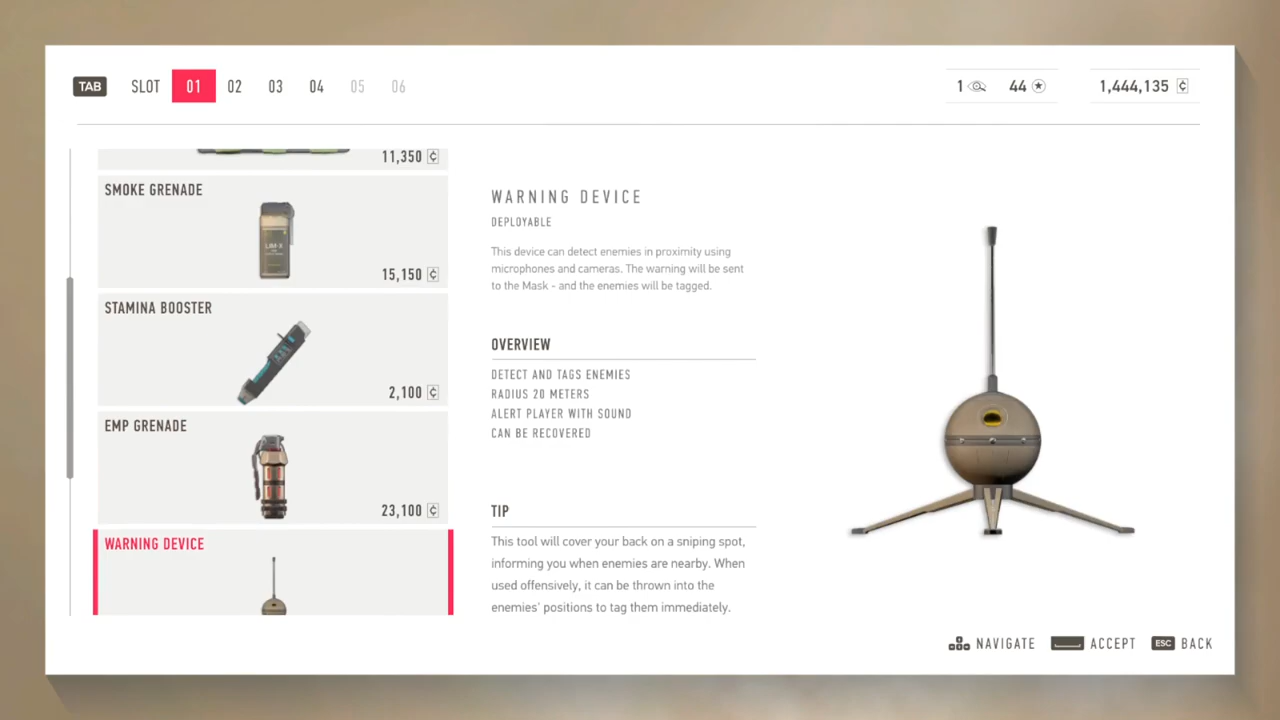 TAB SLOT 01 02 03 04 05 06
1 44 1,444,135
11,350
SMOKE GRENADE
15,150
STAMINA BOOSTER
2,100
EMP GRENADE
23,100
WARNING DEVICE
WARNING DEVICE
DEPLOYABLE
This device can detect enemies in proximity using
microphones and cameras. The warning will be sent
to the Mask - and the enemies will be tagged.
OVERVIEW
DETECT AND TAGS ENEMIES
RADIUS 20 METERS
ALERT PLAYER WITH SOUND
CAN BE RECOVERED
TIP
This tool will cover your back on a sniping spot,
informing you when enemies are nearby. When
used offensively, it can be thrown into the
enemies' positions to tag them immediately.
NAVIGATE ACCEPT ESC BACK